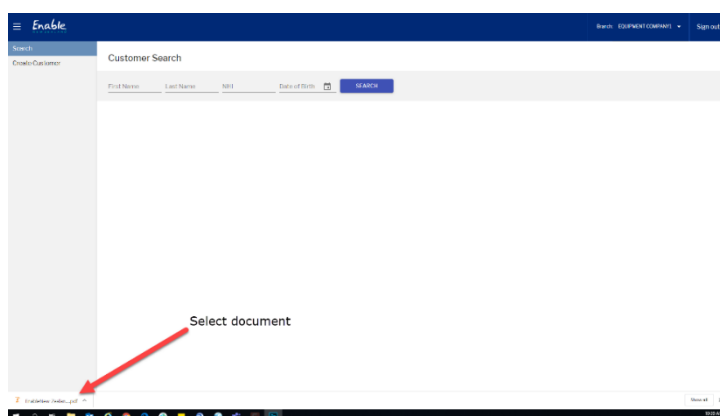 Enable
Branch: EQUIPMENT COMPANY1
Sign out
Search
Create Customer
Customer Search
First Name
Last Name
NHI
Date of Birth
SEARCH
Select document
Show all